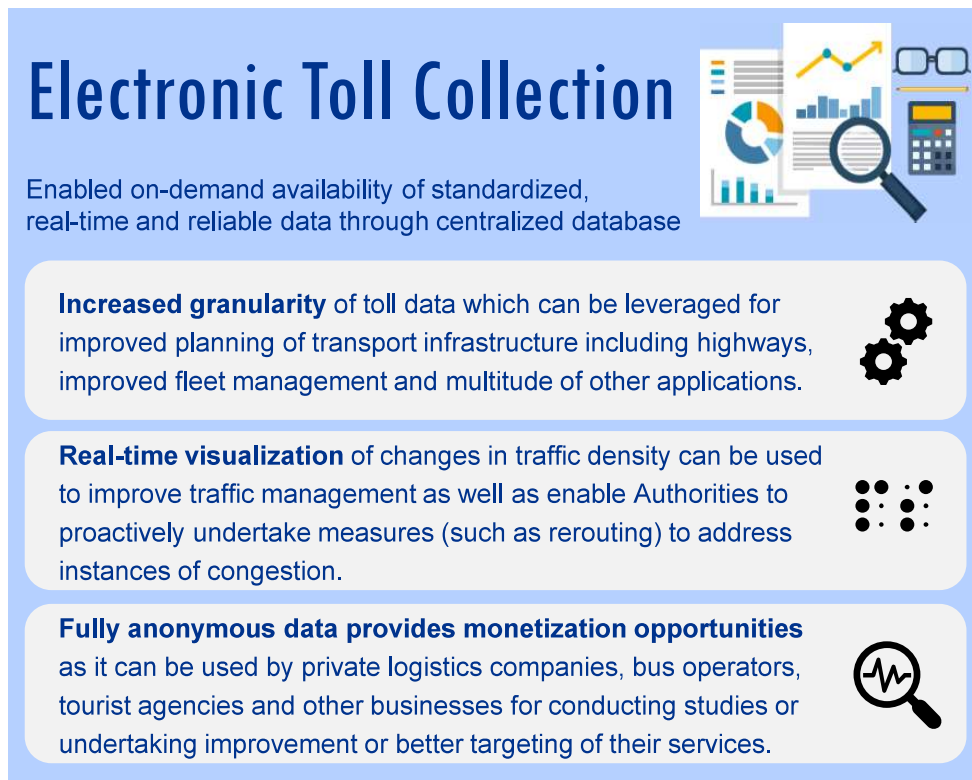 Electronic Toll Collection
Enabled on-demand availability of standardized,
real-time and reliable data through centralized database
Increased granularity of toll data which can be leveraged for
improved planning of transport infrastructure including highways,
improved fleet management and multitude of other applications.
Real-time visualization of changes in traffic density can be used
to improve traffic management as well as enable Authorities to
proactively undertake measures (such as rerouting) to address
instances of congestion.
Fully anonymous data provides monetization opportunities
as it can be used by private logistics companies, bus operators,
tourist agencies and other businesses for conducting studies or
undertaking improvement or better targeting of their services.